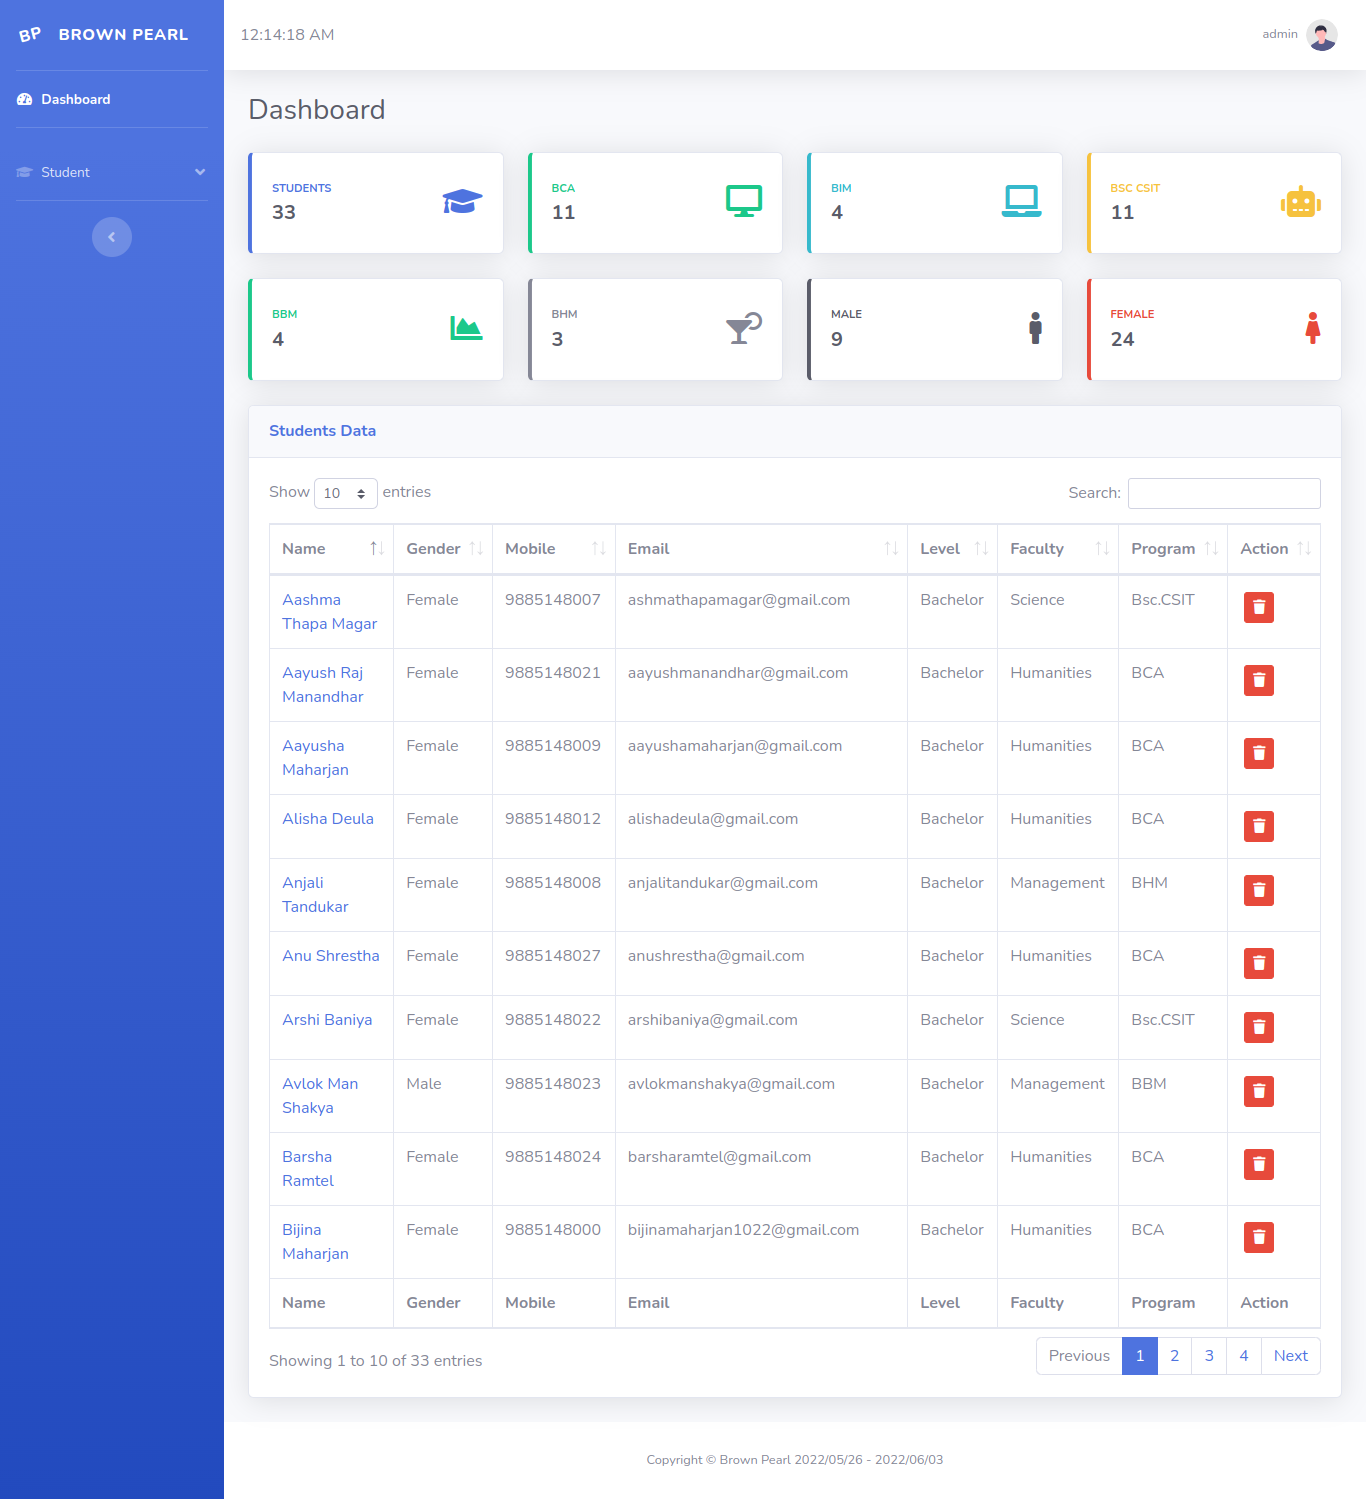 BP BROWN PEARL
12:14:18 AM
admin
Dashboard
Student
Dashboard
STUDENTS
33
BCA
11
BIM
4
BSC CSIT
11
BBM
4
BHM
3
MALE
9
FEMALE
24
Students Data
Show 10 entries
Search:
Name Gender Mobile Email Level Faculty Program Action
Aashma Female 9885148007 ashmathapamagar@gmail.com Bachelor Science Bsc.CSIT
Thapa Magar
Aayush Raj Female 9885148021 aayushmanandhar@gmail.com Bachelor Humanities BCA
Manandhar
Aayusha Female 9885148009 aayushamaharjan@gmail.com Bachelor Humanities BCA
Maharjan
Alisha Deula Female 9885148012 alishadeula@gmail.com Bachelor Humanities BCA
Anjali Female 9885148008 anjalitandukar@gmail.com Bachelor Management BHM
Tandukar
Anu Shrestha Female 9885148027 anushrestha@gmail.com Bachelor Humanities BCA
Arshi Baniya Female 9885148022 arshibaniya@gmail.com Bachelor Science Bsc.CSIT
Avlok Man Male 9885148023 avlokmanshakya@gmail.com Bachelor Management BBM
Shakya
Barsha Female 9885148024 barsharamtel@gmail.com Bachelor Humanities BCA
Ramtel
Bijina Female 9885148000 bijinamaharjan1022@gmail.com Bachelor Humanities BCA
Maharjan
Name Gender Mobile Email Level Faculty Program Action
Showing 1 to 10 of 33 entries
Previous 1 2 3 4 Next
Copyright © Brown Pearl 2022/05/26 - 2022/06/03